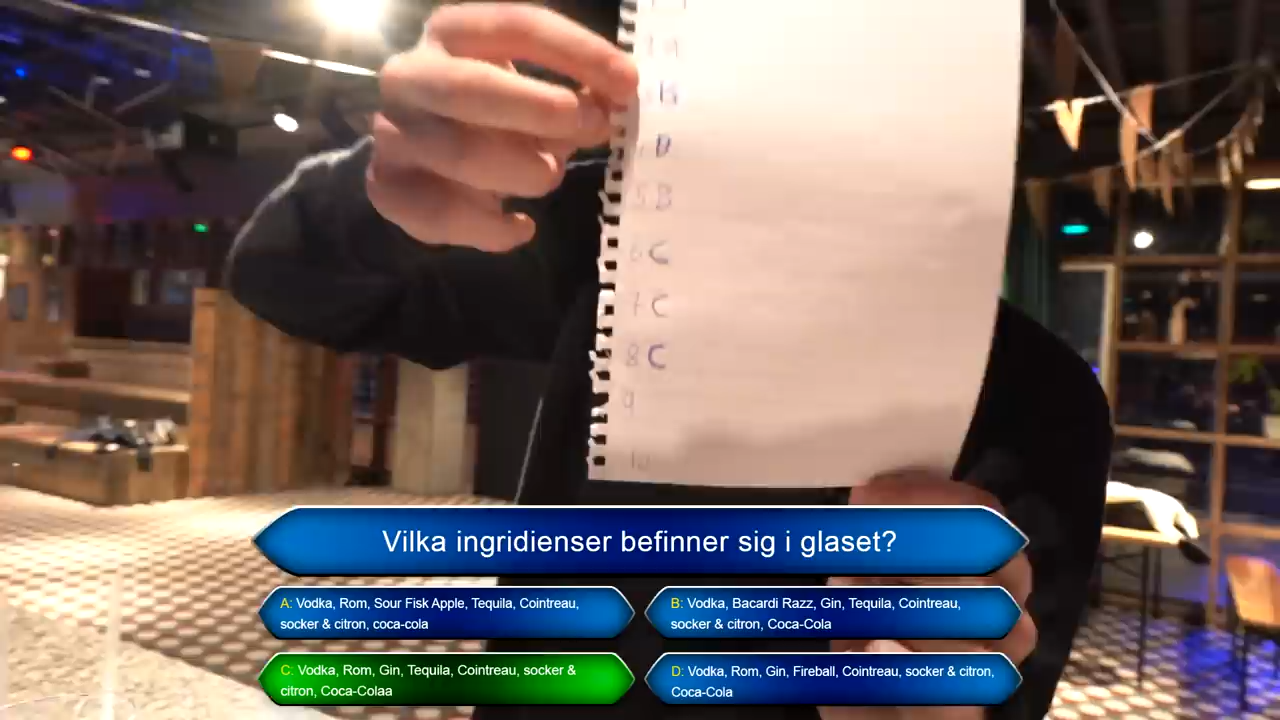 B
D
5 B
6 C
7 C
8 C
9
10
Vilka ingridienser befinner sig i glaset?
A: Vodka, Rom, Sour Fisk Apple, Tequila, Cointreau,
socker & citron, coca-cola
B: Vodka, Bacardi Razz, Gin, Tequila, Cointreau,
socker & citron, Coca-Cola
C: Vodka, Rom, Gin, Tequila, Cointreau, socker &
citron, Coca-Colaa
D: Vodka, Rom, Gin, Fireball, Cointreau, socker & citron,
Coca-Cola